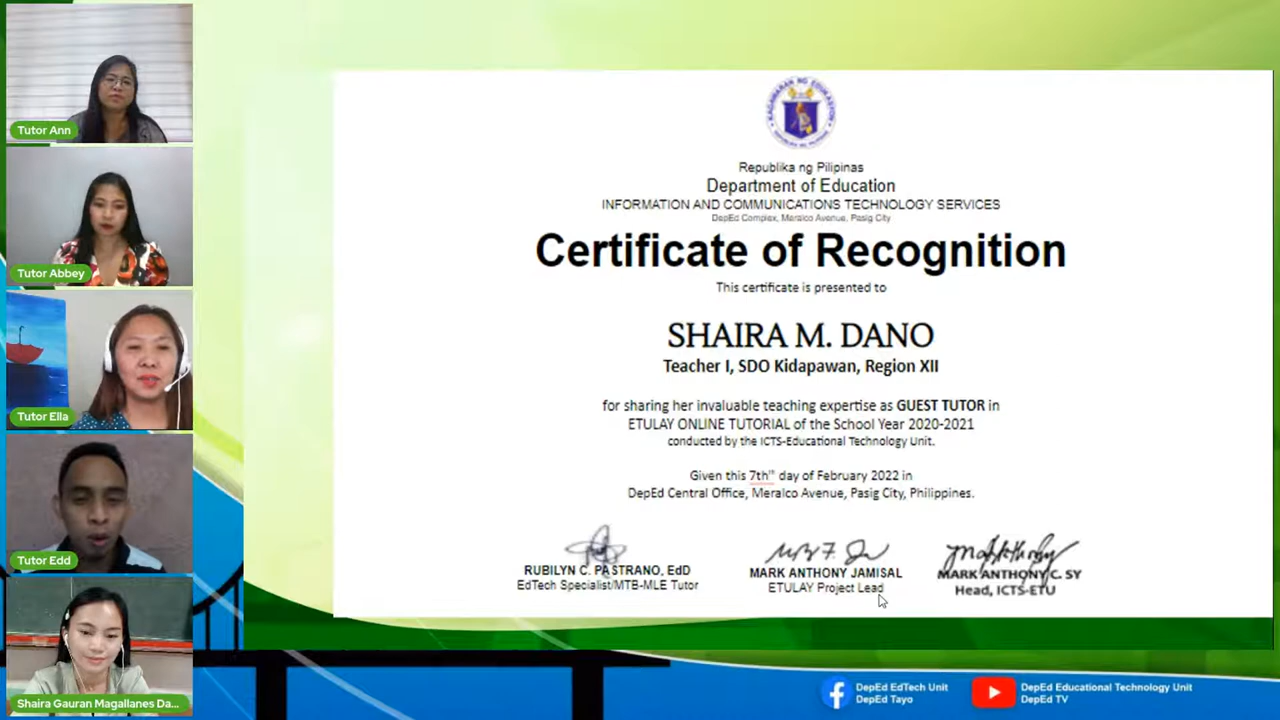 Tutor Ann
Tutor Abbey
Tutor Ella
Tutor Edd
Shaira Gauran Magallanes Da...
KAGAWARAN NG EDUKASYON
Republika ng Pilipinas
Department of Education
INFORMATION AND COMMUNICATIONS TECHNOLOGY SERVICES
DepEd Complex, Meralco Avenue, Pasig City
Certificate of Recognition
This certificate is presented to
SHAIRA M. DANO
Teacher I, SDO Kidapawan, Region XII
for sharing her invaluable teaching expertise as GUEST TUTOR in
ETULAY ONLINE TUTORIAL of the School Year 2020-2021
conducted by the ICTS-Educational Technology Unit.
Given this 7thth day of February 2022 in
DepEd Central Office, Meralco Avenue, Pasig City, Philippines.
RUBILYN C. PASTRANO, EdD
EdTech Specialist/MTB-MLE Tutor
MARK ANTHONY JAMISAL
ETULAY Project Lead
MARK ANTHONY C. SY
Head, ICTS-ETU
DepEd EdTech Unit
DepEd Tayo
DepEd Educational Technology Unit
DepEd TV